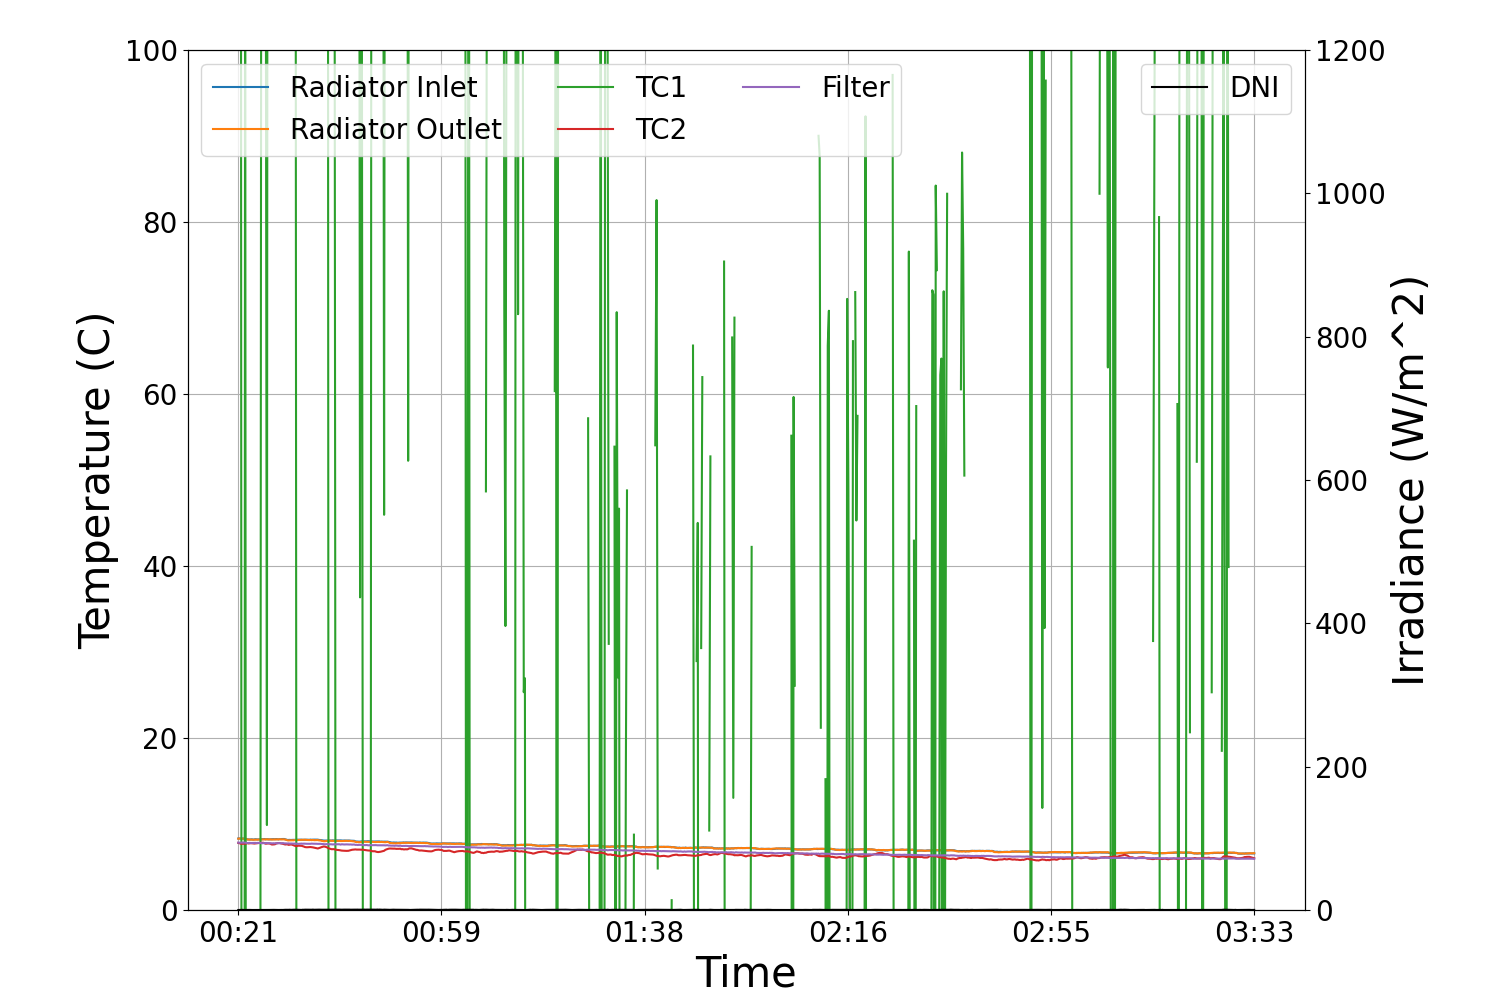 100
80
60
40
20
0
Temperature (C)
Radiator Inlet
Radiator Outlet
TC1
TC2
Filter
DNI
1200
1000
800
600
400
200
0
Irradiance (W/m^2)
00:21
00:59
01:38
02:16
02:55
03:33
Time